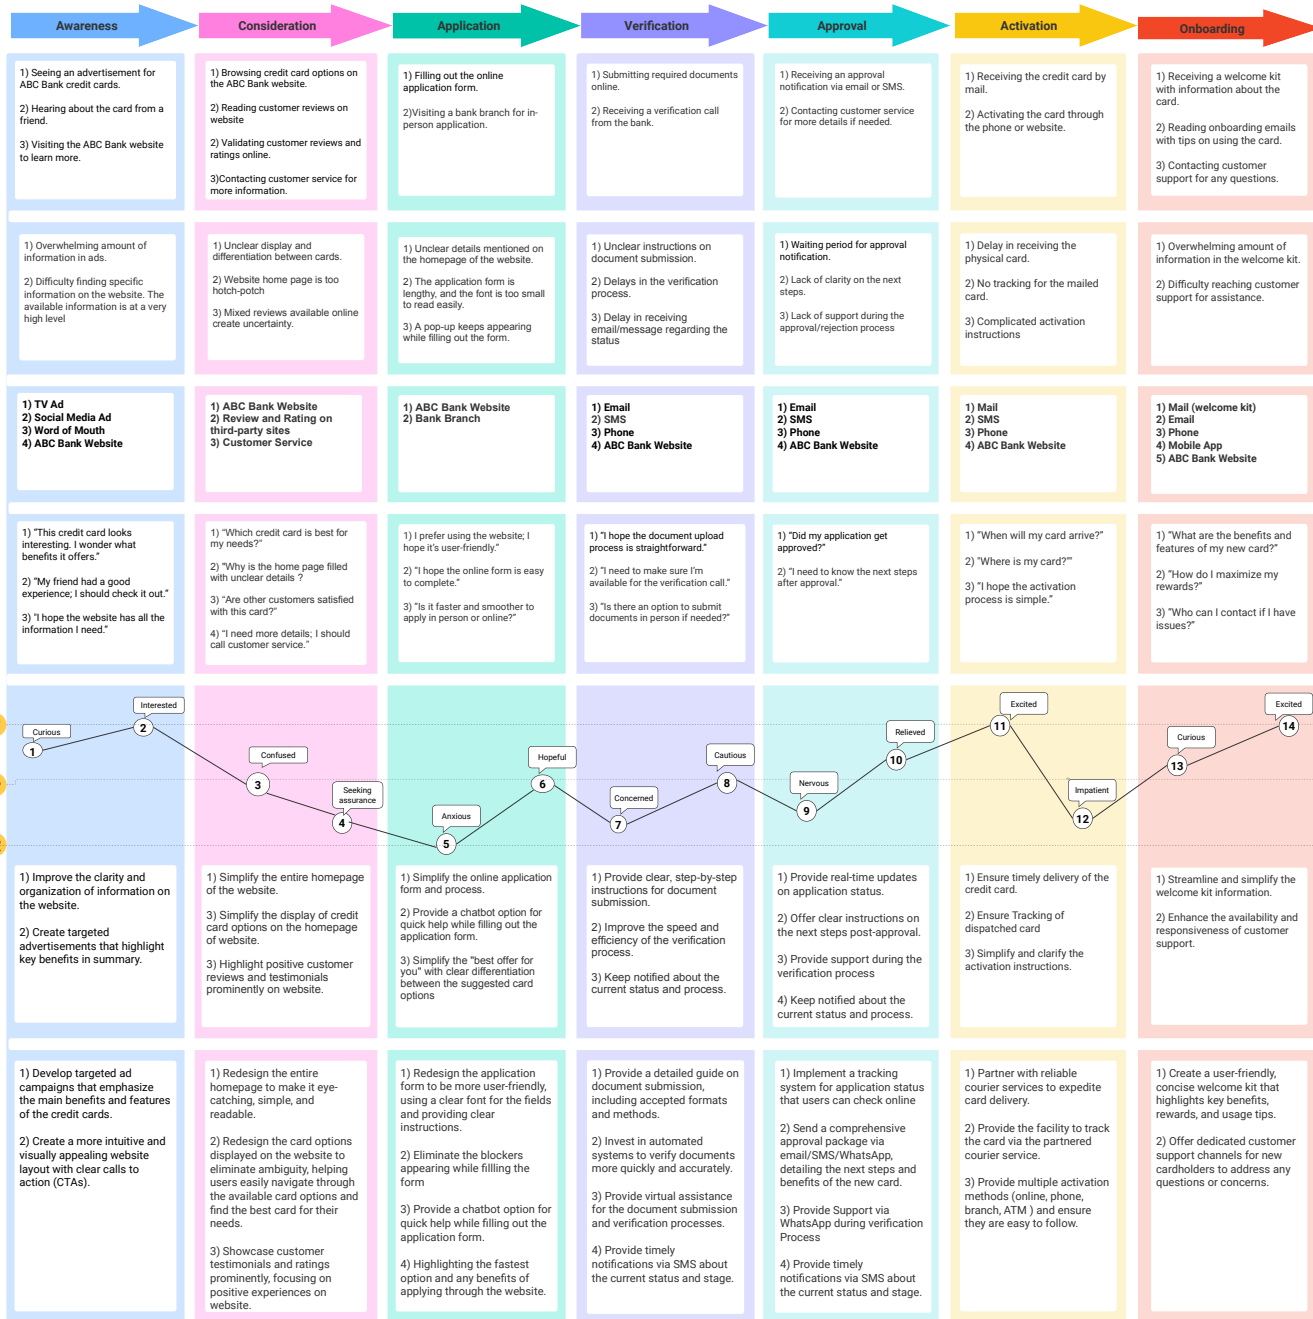 Awareness
Consideration
Application
Verification
Approval
Activation
Onboarding
1) Seeing an advertisement for
ABC Bank credit cards.
2) Hearing about the card from a
friend.
3) Visiting the ABC Bank website
to learn more.
1) Browsing credit card options on
the ABC Bank website.
2) Reading customer reviews on
website
2) Validating customer reviews and
ratings online.
3)Contacting customer service for
more information.
1) Filling out the online
application form.
2)Visiting a bank branch for in-
person application.
1) Submitting required documents
online.
2) Receiving a verification call
from the bank.
1) Receiving an approval
notification via email or SMS.
2) Contacting customer service
for more details if needed.
1) Receiving the credit card by
mail.
2) Activating the card through
the phone or website.
1) Receiving a welcome kit
with information about the
card.
2) Reading onboarding emails
with tips on using the card.
3) Contacting customer
support for any questions.
1) Overwhelming amount of
information in ads.
2) Difficulty finding specific
information on the website. The
available information is at a very
high level
1) Unclear display and
differentiation between cards.
2) Website home page is too
hotch-potch
3) Mixed reviews available online
create uncertainty.
1) Unclear details mentioned on
the homepage of the website.
2) The application form is
lengthy, and the font is too small
to read easily.
3) A pop-up keeps appearing
while filling out the form.
1) Unclear instructions on
document submission.
2) Delays in the verification
process.
3) Delay in receiving
email/message regarding the
status
1) Waiting period for approval
notification.
2) Lack of clarity on the next
steps.
3) Lack of support during the
approval/rejection process
1) Delay in receiving the
physical card.
2) No tracking for the mailed
card.
3) Complicated activation
instructions
1) Overwhelming amount of
information in the welcome kit.
2) Difficulty reaching customer
support for assistance.
1) TV Ad
2) Social Media Ad
3) Word of Mouth
4) ABC Bank Website
1) ABC Bank Website
2) Review and Rating on
third-party sites
3) Customer Service
1) ABC Bank Website
2) Bank Branch
1) Email
2) SMS
3) Phone
4) ABC Bank Website
1) Email
2) SMS
3) Phone
4) ABC Bank Website
1) Mail
2) SMS
3) Phone
4) ABC Bank Website
1) Mail (welcome kit)
2) Email
3) Phone
4) Mobile App
5) ABC Bank Website
1) "This credit card looks
interesting. I wonder what
benefits it offers."
2) "My friend had a good
experience; I should check it out."
3) "I hope the website has all the
information I need."
1) "Which credit card is best for
my needs?"
2) "Why is the home page filled
with unclear details ?
3) "Are other customers satisfied
with this card?"
4) "I need more details; I should
call customer service."
1) I prefer using the website; I
hope it's user-friendly."
2) "I hope the online form is easy
to complete."
3) "Is it faster and smoother to
apply in person or online?"
1) "I hope the document upload
process is straightforward."
2) "I need to make sure I'm
available for the verification call."
3) "Is there an option to submit
documents in person if needed?"
1) "Did my application get
approved?"
2) "I need to know the next steps
after approval."
1) "When will my card arrive?"
2) "Where is my card?""
3) "I hope the activation
process is simple."
1) "What are the benefits and
features of my new card?"
2) "How do I maximize my
rewards?"
3) "Who can I contact if I have
issues?"
Curious
1
Interested
2
Confused
3
Seeking
assurance
4
Anxious
5
Hopeful
6
Concerned
7
Cautious
8
Nervous
9
Relieved
10
Excited
11
Impatient
12
Curious
13
Excited
14
1) Improve the clarity and
organization of information on
the website.
2) Create targeted
advertisements that highlight
key benefits in summary.
1) Simplify the entire homepage
of the website.
3) Simplify the display of credit
card options on the homepage
of website.
3) Highlight positive customer
reviews and testimonials
prominently on website.
1) Simplify the online application
form and process.
2) Provide a chatbot option for
quick help while filling out the
application form.
3) Simplify the "best offer for
you" with clear differentiation
between the suggested card
options
1) Provide clear, step-by-step
instructions for document
submission.
2) Improve the speed and
efficiency of the verification
process.
3) Keep notified about the
current status and process.
1) Provide real-time updates
on application status.
2) Offer clear instructions on
the next steps post-approval.
3) Provide support during the
verification process
4) Keep notified about the
current status and process.
1) Ensure timely delivery of the
credit card.
2) Ensure Tracking of
dispatched card
3) Simplify and clarify the
activation instructions.
1) Streamline and simplify the
welcome kit information.
2) Enhance the availability and
responsiveness of customer
support.
1) Develop targeted ad
campaigns that emphasize
the main benefits and features
of the credit cards.
2) Create a more intuitive and
visually appealing website
layout with clear calls to
action (CTAs).
1) Redesign the entire
homepage to make it eye-
catching, simple, and
readable.
2) Redesign the card options
displayed on the website to
eliminate ambiguity, helping
users easily navigate through
the available card options and
find the best card for their
needs.
3) Showcase customer
testimonials and ratings
prominently, focusing on
positive experiences on
website.
1) Redesign the application
form to be more user-friendly,
using a clear font for the fields
and providing clear
instructions.
2) Eliminate the blockers
appearing while fillling the
form
3) Provide a chatbot option for
quick help while filling out the
application form.
4) Highlighting the fastest
option and any benefits of
applying through the website.
1) Provide a detailed guide on
document submission,
including accepted formats
and methods.
2) Invest in automated
systems to verify documents
more quickly and accurately.
3) Provide virtual assistance
for the document submission
and verification processes.
4) Provide timely
notifications via SMS about
the current status and stage.
1) Implement a tracking
system for application status
that users can check online
2) Send a comprehensive
approval package via
email/SMS/WhatsApp,
detailing the next steps and
benefits of the new card.
3) Provide Support via
WhatsApp during verification
Process
4) Provide timely
notifications via SMS about
the current status and stage.
1) Partner with reliable
courier services to expedite
card delivery.
2) Provide the facility to track
the card via the partnered
courier service.
3) Provide multiple activation
methods (online, phone,
branch, ATM ) and ensure
they are easy to follow.
1) Create a user-friendly,
concise welcome kit that
highlights key benefits,
rewards, and usage tips.
2) Offer dedicated customer
support channels for new
cardholders to address any
questions or concerns.